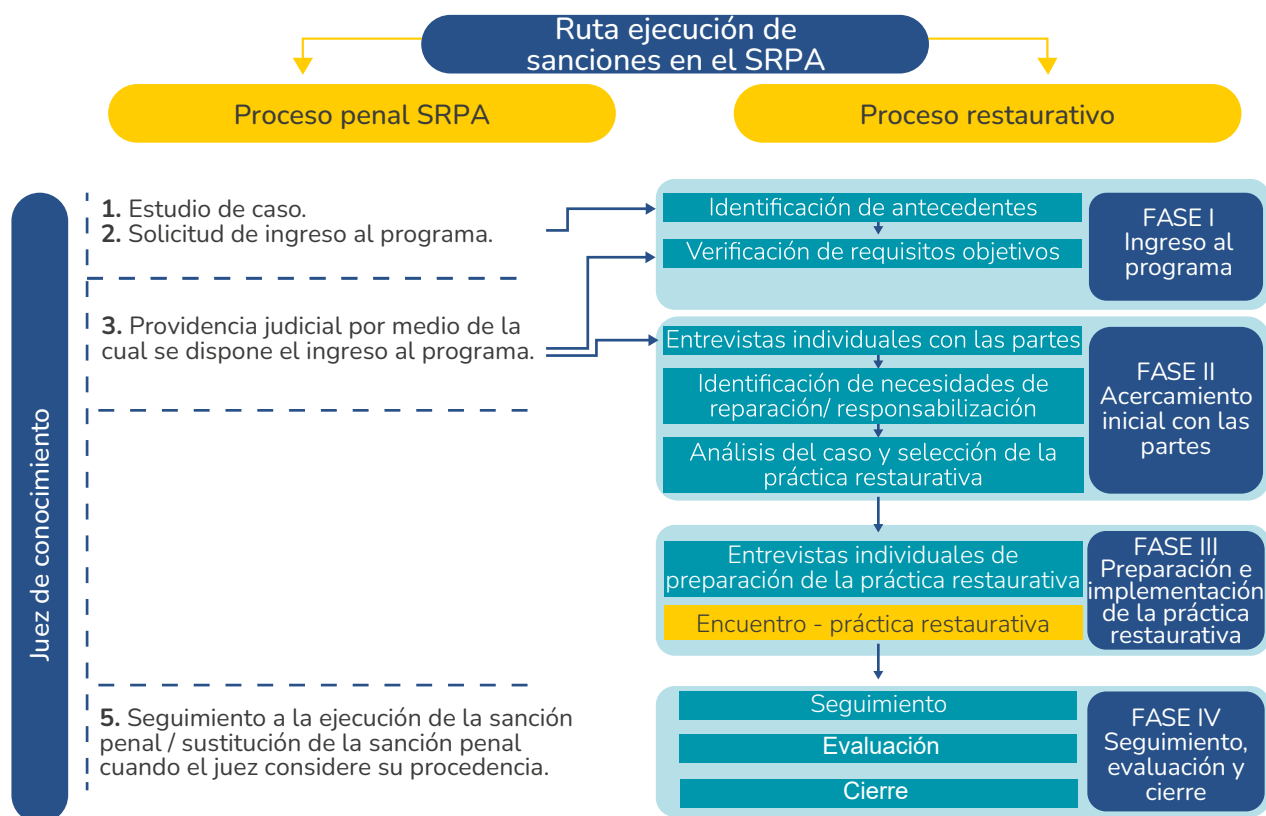 Ruta ejecución de
sanciones en el SRPA
Proceso penal SRPA
Proceso restaurativo
Juez de conocimiento
1. Estudio de caso.
2. Solicitud de ingreso al programa.
Identificación de antecedentes
Verificación de requisitos objetivos
FASE I
Ingreso al
programa
3. Providencia judicial por medio de la
cual se dispone el ingreso al programa.
Entrevistas individuales con las partes
Identificación de necesidades de
reparación/ responsabilización
Análisis del caso y selección de la
práctica restaurativa
FASE II
Acercamiento
inicial con las
partes
Entrevistas individuales de
preparación de la práctica restaurativa
Encuentro - práctica restaurativa
FASE III
Preparación e
implementación
de la práctica
restaurativa
5. Seguimiento a la ejecución de la sanción
penal / sustitución de la sanción penal
cuando el juez considere su procedencia.
Seguimiento
Evaluación
Cierre
FASE IV
Seguimiento,
evaluación y
cierre